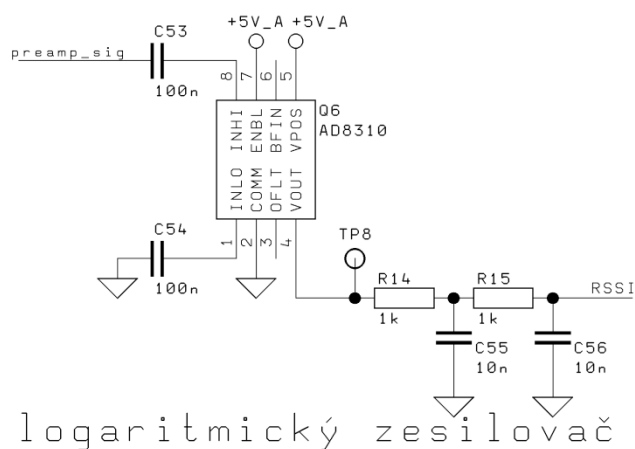 C53
+5V_A +5V_A
preamp_sig
100n
8 7 6 5
Q6
AD8310
INHI ENBL BFIN VPOS
INLO COMM OFLT VOUT
C54
1 2 3 4
100n
TP8
R14 R15
RSSI
1k 1k
C55 C56
10n 10n
logaritmický zesilovač